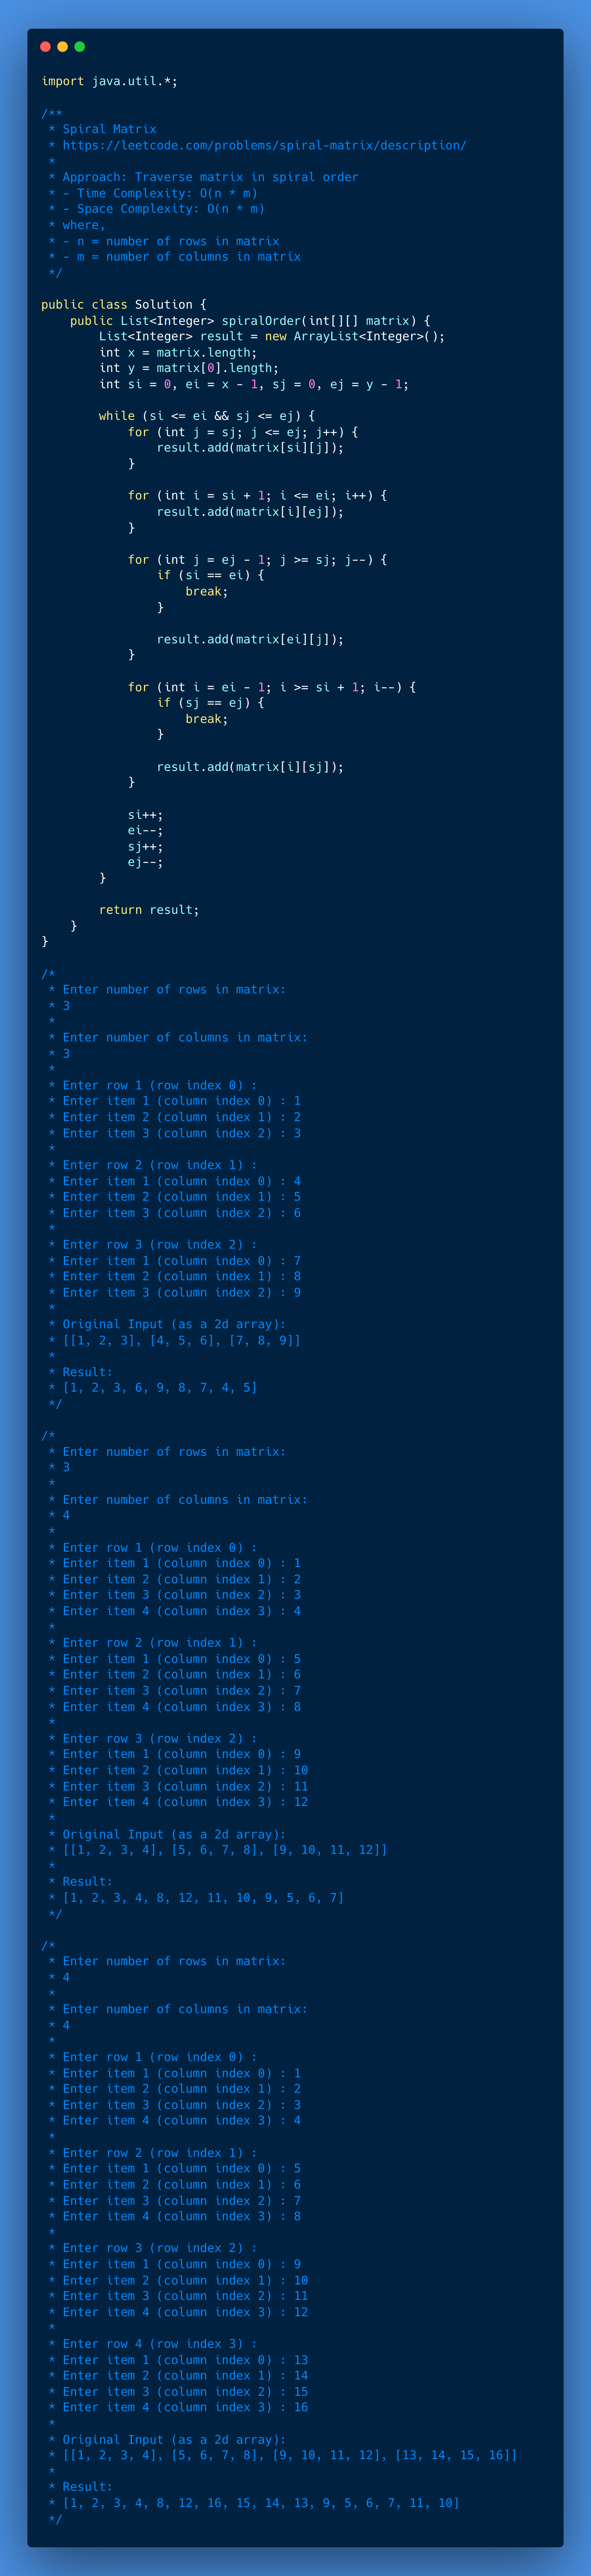 import java.util.*;

/**
 * Spiral Matrix
 * https://leetcode.com/problems/spiral-matrix/description/
 *
 * Approach: Traverse matrix in spiral order
 * - Time Complexity: O(n * m)
 * - Space Complexity: O(n * m)
 * where,
 * - n = number of rows in matrix
 * - m = number of columns in matrix
 */

public class Solution {
    public List<Integer> spiralOrder(int[][] matrix) {
        List<Integer> result = new ArrayList<Integer>();
        int x = matrix.length;
        int y = matrix[0].length;
        int si = 0, ei = x - 1, sj = 0, ej = y - 1;

        while (si <= ei && sj <= ej) {
            for (int j = sj; j <= ej; j++) {
                result.add(matrix[si][j]);
            }

            for (int i = si + 1; i <= ei; i++) {
                result.add(matrix[i][ej]);
            }

            for (int j = ej - 1; j >= sj; j--) {
                if (si == ei) {
                    break;
                }

                result.add(matrix[ei][j]);
            }

            for (int i = ei - 1; i >= si + 1; i--) {
                if (sj == ej) {
                    break;
                }

                result.add(matrix[i][sj]);
            }

            si++;
            ei--;
            sj++;
            ej--;
        }

        return result;
    }
}

/*
 * Enter number of rows in matrix:
 * 3
 *
 * Enter number of columns in matrix:
 * 3
 *
 * Enter row 1 (row index 0) :
 * Enter item 1 (column index 0) : 1
 * Enter item 2 (column index 1) : 2
 * Enter item 3 (column index 2) : 3
 *
 * Enter row 2 (row index 1) :
 * Enter item 1 (column index 0) : 4
 * Enter item 2 (column index 1) : 5
 * Enter item 3 (column index 2) : 6
 *
 * Enter row 3 (row index 2) :
 * Enter item 1 (column index 0) : 7
 * Enter item 2 (column index 1) : 8
 * Enter item 3 (column index 2) : 9
 *
 * Original Input (as a 2d array):
 * [[1, 2, 3], [4, 5, 6], [7, 8, 9]]
 *
 * Result:
 * [1, 2, 3, 6, 9, 8, 7, 4, 5]
 */

/*
 * Enter number of rows in matrix:
 * 3
 *
 * Enter number of columns in matrix:
 * 4
 *
 * Enter row 1 (row index 0) :
 * Enter item 1 (column index 0) : 1
 * Enter item 2 (column index 1) : 2
 * Enter item 3 (column index 2) : 3
 * Enter item 4 (column index 3) : 4
 *
 * Enter row 2 (row index 1) :
 * Enter item 1 (column index 0) : 5
 * Enter item 2 (column index 1) : 6
 * Enter item 3 (column index 2) : 7
 * Enter item 4 (column index 3) : 8
 *
 * Enter row 3 (row index 2) :
 * Enter item 1 (column index 0) : 9
 * Enter item 2 (column index 1) : 10
 * Enter item 3 (column index 2) : 11
 * Enter item 4 (column index 3) : 12
 *
 * Original Input (as a 2d array):
 * [[1, 2, 3, 4], [5, 6, 7, 8], [9, 10, 11, 12]]
 *
 * Result:
 * [1, 2, 3, 4, 8, 12, 11, 10, 9, 5, 6, 7]
 */

/*
 * Enter number of rows in matrix:
 * 4
 *
 * Enter number of columns in matrix:
 * 4
 *
 * Enter row 1 (row index 0) :
 * Enter item 1 (column index 0) : 1
 * Enter item 2 (column index 1) : 2
 * Enter item 3 (column index 2) : 3
 * Enter item 4 (column index 3) : 4
 *
 * Enter row 2 (row index 1) :
 * Enter item 1 (column index 0) : 5
 * Enter item 2 (column index 1) : 6
 * Enter item 3 (column index 2) : 7
 * Enter item 4 (column index 3) : 8
 *
 * Enter row 3 (row index 2) :
 * Enter item 1 (column index 0) : 9
 * Enter item 2 (column index 1) : 10
 * Enter item 3 (column index 2) : 11
 * Enter item 4 (column index 3) : 12
 *
 * Enter row 4 (row index 3) :
 * Enter item 1 (column index 0) : 13
 * Enter item 2 (column index 1) : 14
 * Enter item 3 (column index 2) : 15
 * Enter item 4 (column index 3) : 16
 *
 * Original Input (as a 2d array):
 * [[1, 2, 3, 4], [5, 6, 7, 8], [9, 10, 11, 12], [13, 14, 15, 16]]
 *
 * Result:
 * [1, 2, 3, 4, 8, 12, 16, 15, 14, 13, 9, 5, 6, 7, 11, 10]
 */